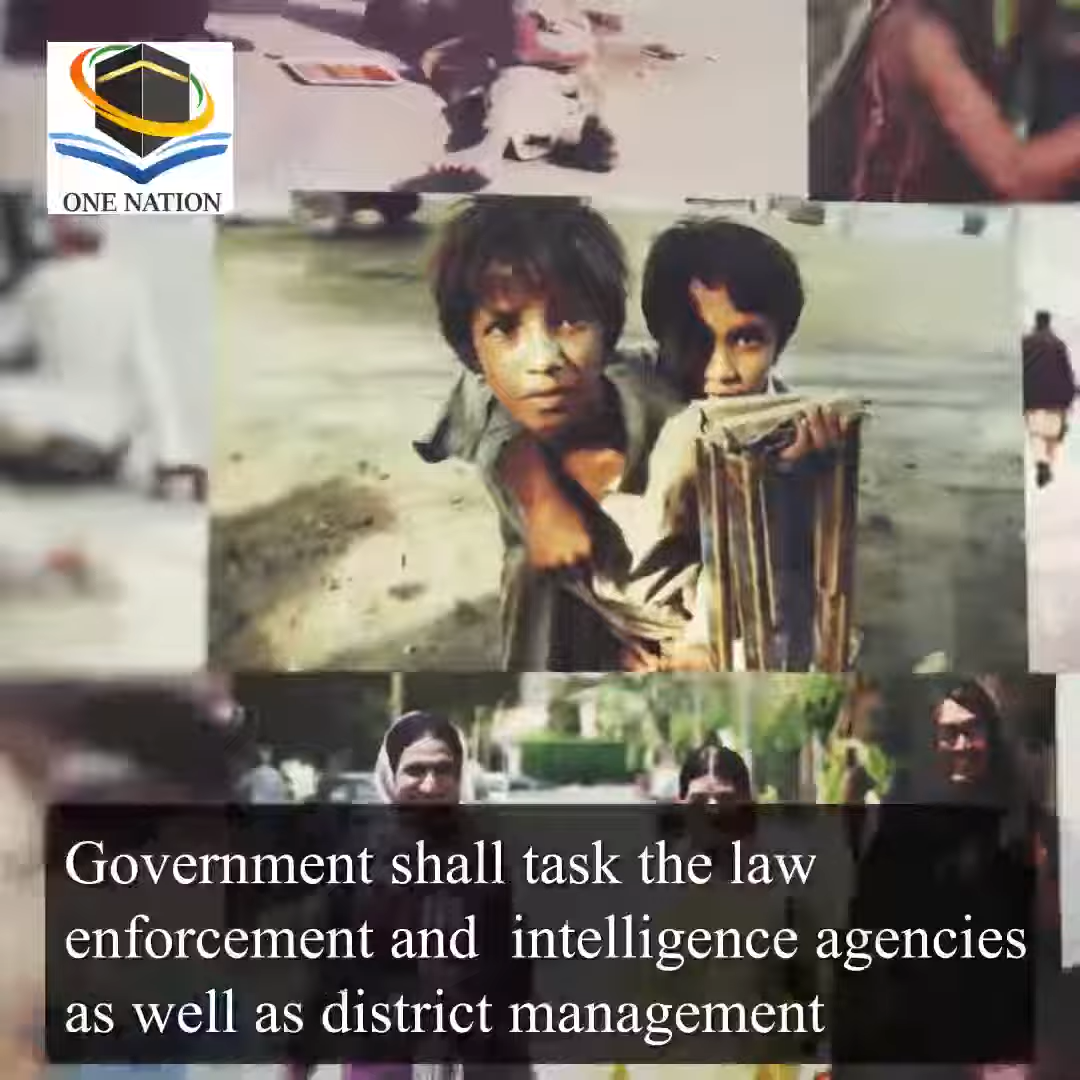 ONE NATION
Government shall task the law
enforcement and  intelligence agencies
as well as district management